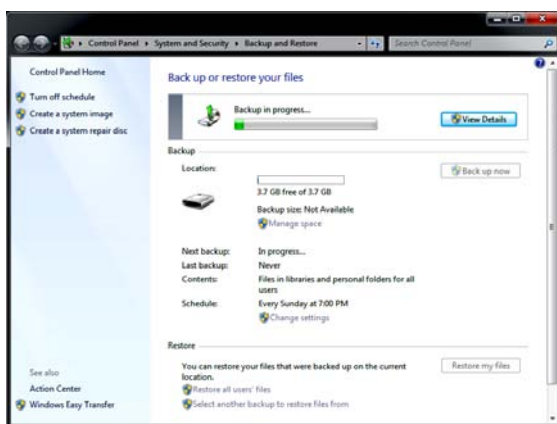 Control Panel ▸ System and Security ▸ Backup and Restore
Search Control Panel
Control Panel Home
Turn off schedule
Create a system image
Create a system repair disc
Back up or restore your files
Backup in progress...
View Details
Backup
Location:
Back up now
3.7 GB free of 3.7 GB
Backup size: Not Available
Manage space
Next backup: In progress...
Last backup: Never
Contents: Files in libraries and personal folders for all
users
Schedule: Every Sunday at 7:00 PM
Change settings
Restore
You can restore your files that were backed up on the current
location.
Restore my files
Restore all users' files
Select another backup to restore files from
See also
Action Center
Windows Easy Transfer